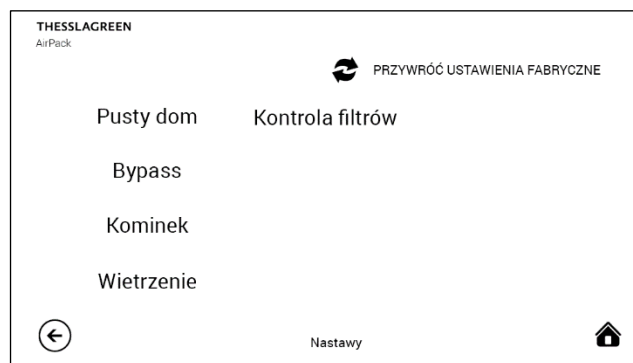 THESSLAGREEN
AirPack
PRZYWRÓĆ USTAWIENIA FABRYCZNE
Pusty dom
Kontrola filtrów
Bypass
Kominek
Wietrzenie
Nastawy